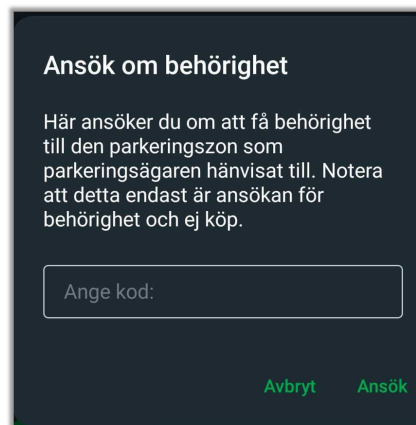 Ansök om behörighet
Här ansöker du om att få behörighet
till den parkeringszon som
parkeringsägaren hänvisat till. Notera
att detta endast är ansökan för
behörighet och ej köp.
Ange kod:
Avbryt Ansök